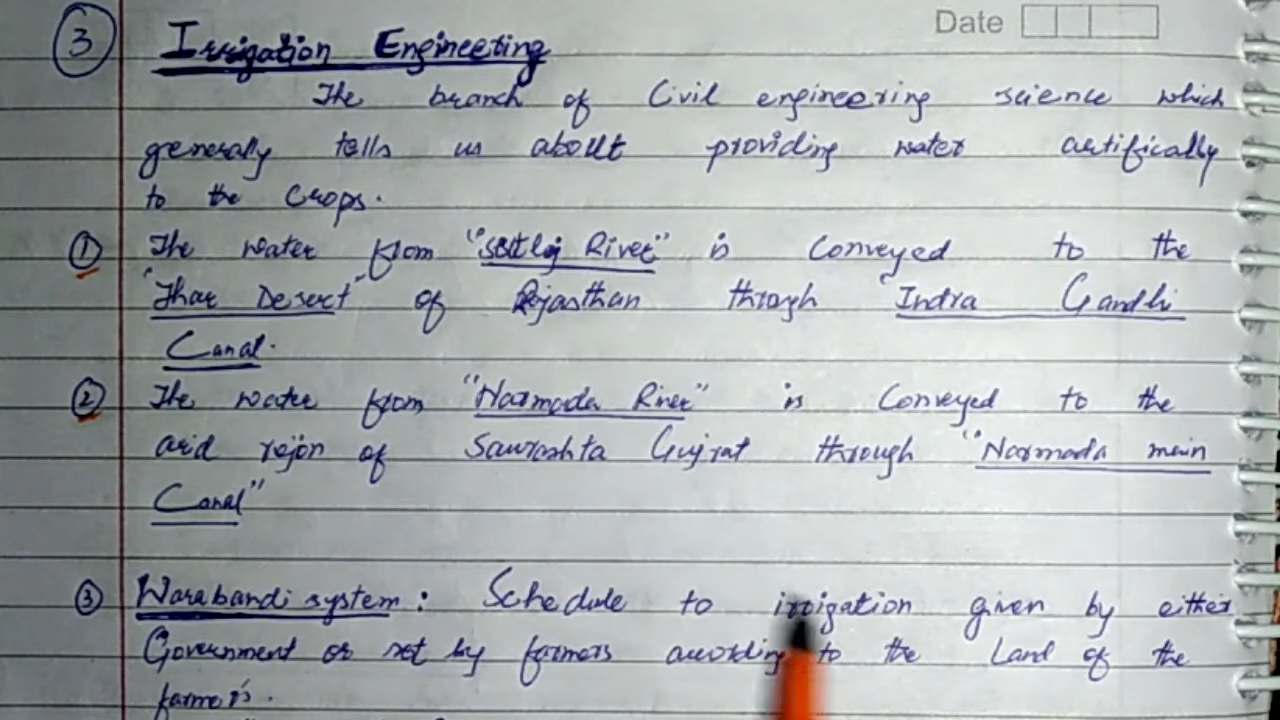 Date
③ Irrigation Engineering
The branch of Civil engineering science which
generally tells us about providing water artifically
to the Crops.
① The water from "Satlej River" is Conveyed to the
"Thar Desert" of Rajasthan through "Indra Gandhi
Canal.
② The water from "Narmada River" is Conveyed to the
arid rejon of Saurashta Gujrat through "Narmada main
Canal"
③ Warabandi system: Schedule to irrigation given by either
Government or set by farmers according to the Land of the
farmers.